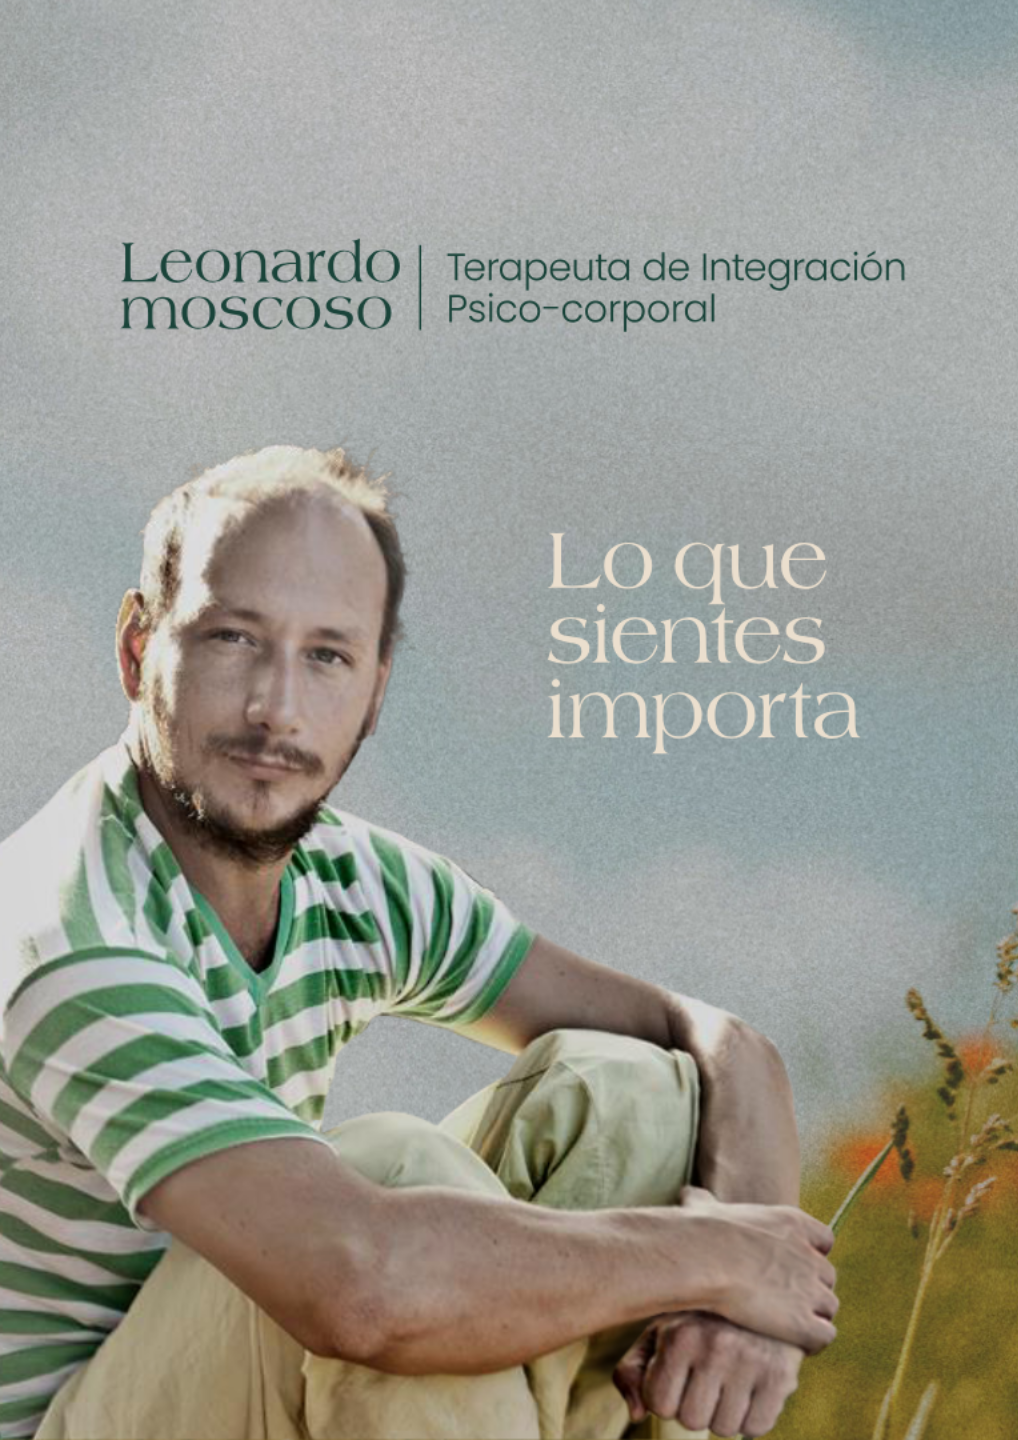 Leonardo
moscoso
Terapeuta de Integración
Psico-corporal
Lo que
sientes
importa